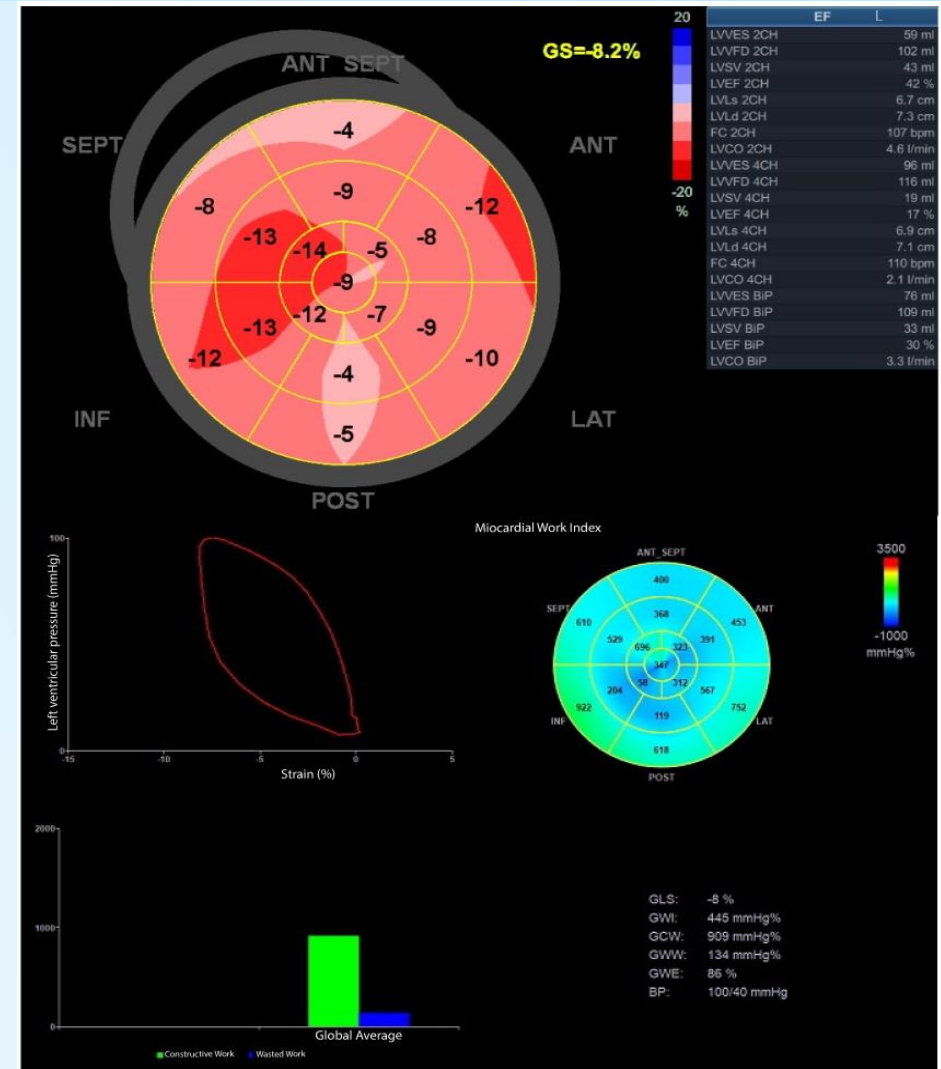 20
GS=-8.2%
-20
%
ANT_SEPT
SEPT
ANT
INF
LAT
POST
-4
-8
-9
-12
-13
-14
-5
-8
-9
-12
-13
-12
-7
-9
-10
-4
-5
EF L
LVVES 2CH 59 ml
LVVFD 2CH 102 ml
LVSV 2CH 43 ml
LVEF 2CH 42 %
LVLs 2CH 6.7 cm
LVLd 2CH 7.3 cm
FC 2CH 107 bpm
LVCO 2CH 4.6 l/min
LVVES 4CH 96 ml
LVVFD 4CH 116 ml
LVSV 4CH 19 ml
LVEF 4CH 17 %
LVLs 4CH 6.9 cm
LVLd 4CH 7.1 cm
FC 4CH 110 bpm
LVCO 4CH 2.1 l/min
LVVES BiP 76 ml
LVVFD BiP 109 ml
LVSV BiP 33 ml
LVEF BiP 30 %
LVCO BiP 3.3 l/min
Left ventricular pressure (mmHg)
100
0
-15 -10 -5 0 5
Strain (%)
Miocardial Work Index
ANT_SEPT
SEPT
ANT
INF
LAT
POST
400
610
368
453
529
696
323
391
347
204
58
312
567
922
119
752
618
3500
-1000
mmHg%
2000
1000
0
Global Average
Constructive Work Wasted Work
GLS: -8 %
GWI: 445 mmHg%
GCW: 909 mmHg%
GWW: 134 mmHg%
GWE: 86 %
BP: 100/40 mmHg